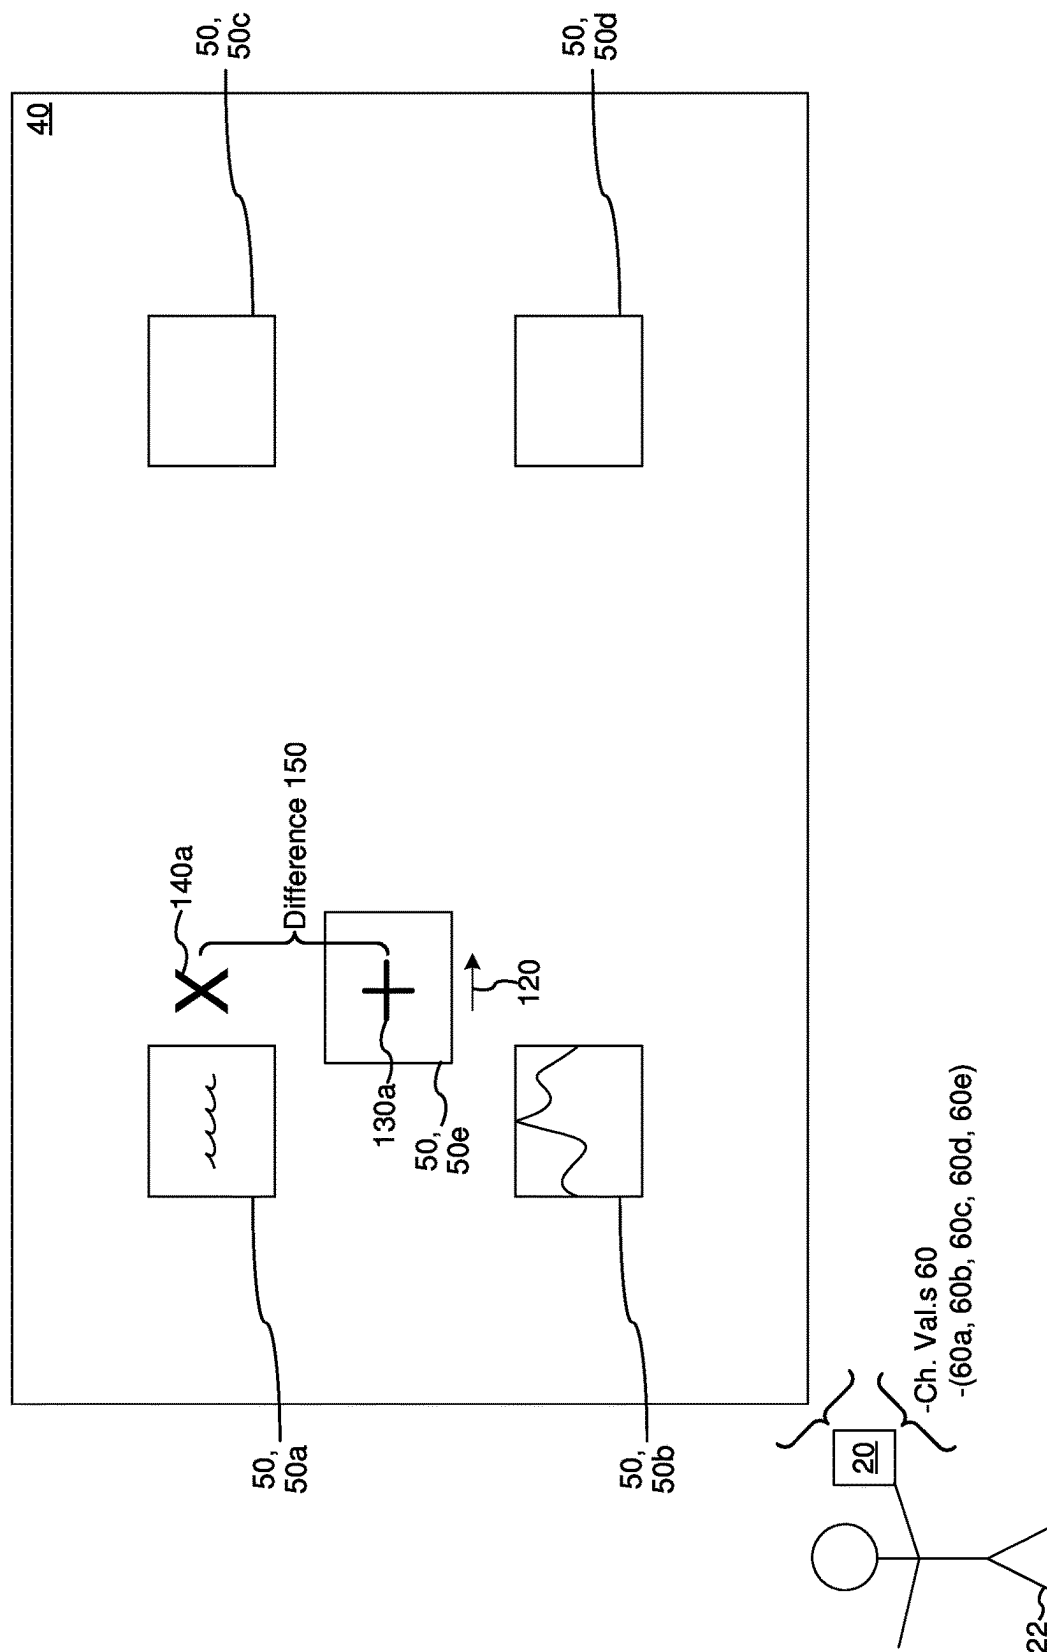 40
140a
50,
50c
50,
50a
Difference 150
130a
50,
50e
120
50,
50d
50,
50b
20
-Ch. Val.s 60
-(60a, 60b, 60c, 60d, 60e)
22